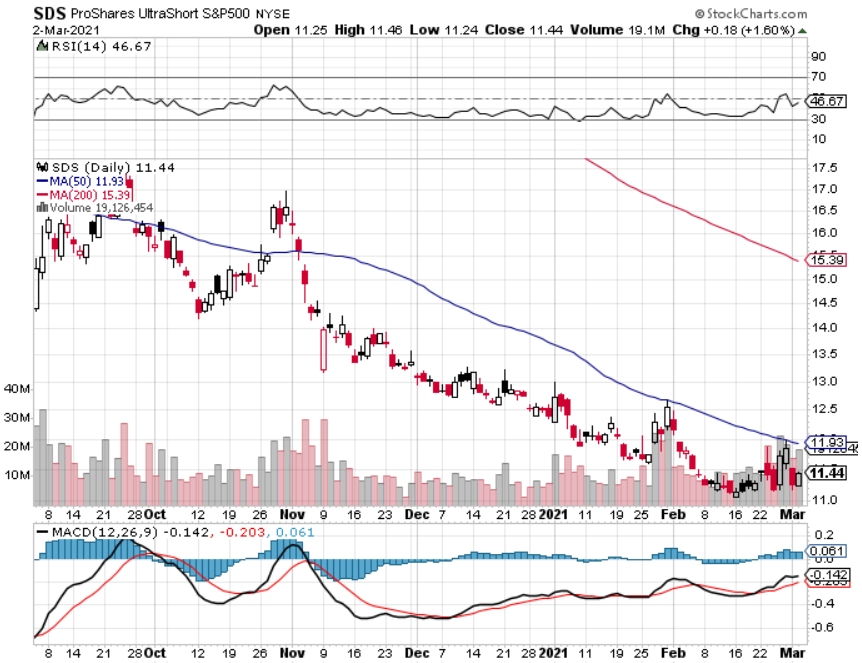 SDS ProShares UltraShort S&P500 NYSE © StockCharts.com
2-Mar-2021 Open 11.25 High 11.46 Low 11.24 Close 11.44 Volume 19.1M Chg +0.18 (+1.60%)
RSI(14) 46.67
90
70
46.67
30
10
SDS (Daily) 11.44
MA(50) 11.93
MA(200) 15.39
Volume 19,126,454
17.5
17.0
16.5
16.0
15.39
15.0
14.5
14.0
13.5
13.0
12.5
11.93
11.44
11.0
40M
30M
20M
10M
8 14 21 28 Oct 12 19 26 Nov 9 16 23 Dec 7 14 21 28 2021 11 19 25 Feb 8 16 22 Mar
MACD(12,26,9) -0.142, -0.203, 0.061
0.2
0.061
0.0
-0.142
-0.4
-0.6
8 14 21 28 Oct 12 19 26 Nov 9 16 23 Dec 7 14 21 28 2021 11 19 25 Feb 8 16 22 Mar